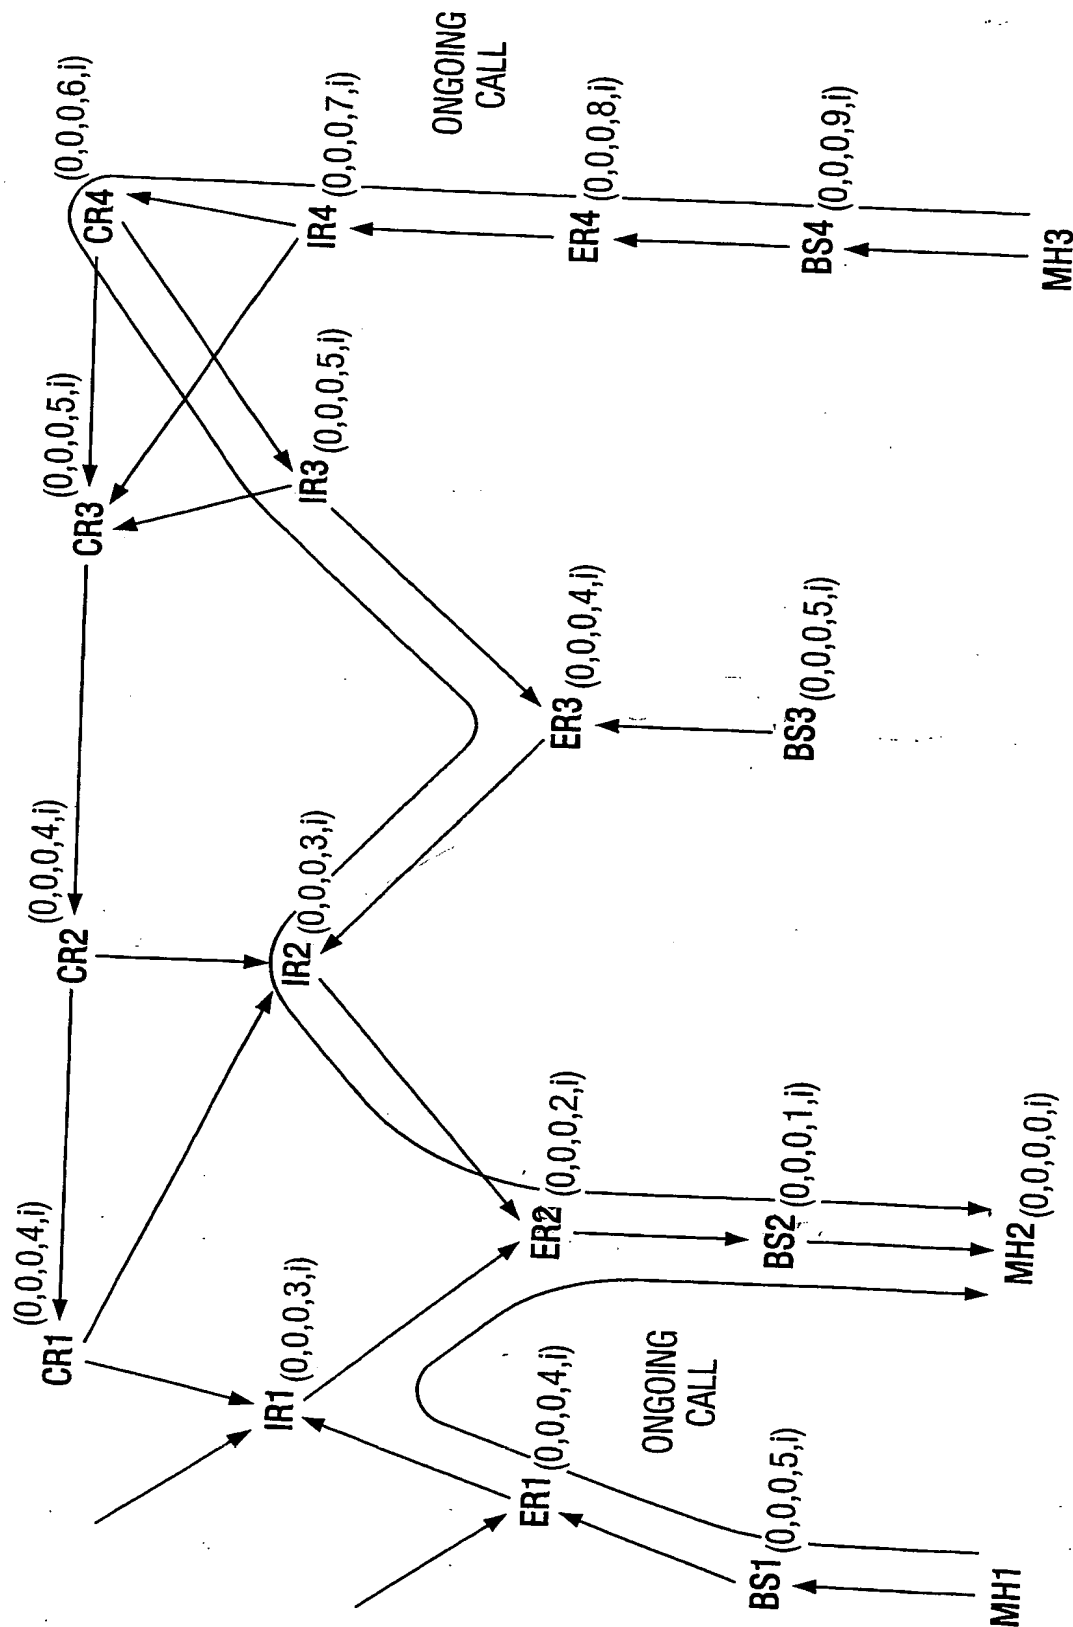 CR1 (0,0,0,4,i)
CR2 (0,0,0,4,i)
CR3 (0,0,0,5,i)
CR4 (0,0,0,6,i)
IR1 (0,0,0,3,i)
IR2 (0,0,0,3,i)
IR3 (0,0,0,5,i)
IR4 (0,0,0,7,i)
ONGOING
CALL
ER1 (0,0,0,4,i)
ER2 (0,0,0,2,i)
ER3 (0,0,0,4,i)
ER4 (0,0,0,8,i)
ONGOING
CALL
BS1 (0,0,0,5,i)
BS2 (0,0,0,1,i)
BS3 (0,0,0,5,i)
BS4 (0,0,0,9,i)
MH1
MH2 (0,0,0,0,i)
MH3